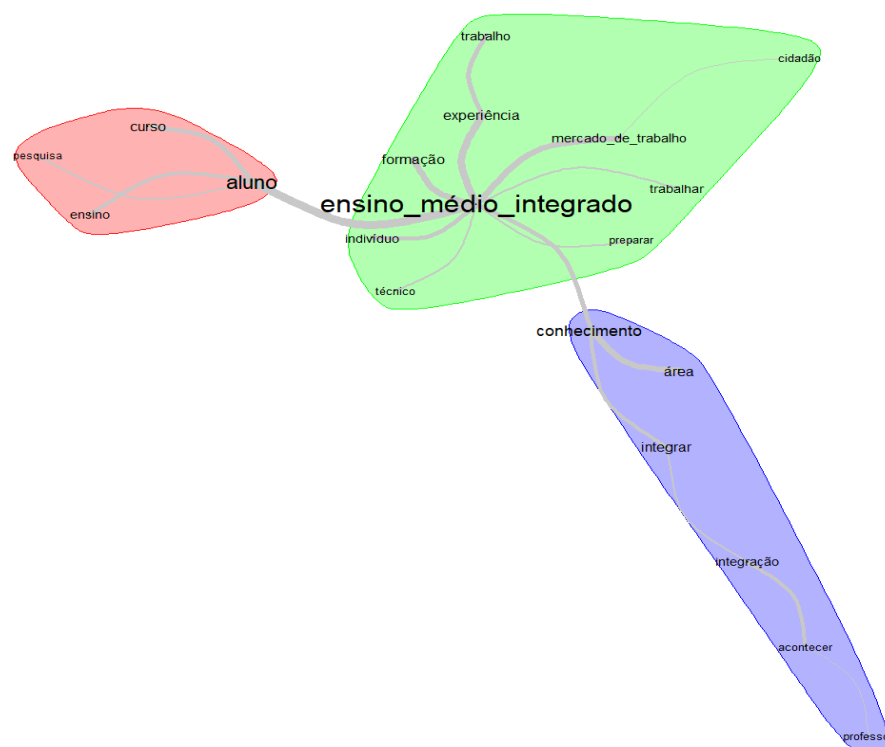 trabalho
cidadão
experiência
curso
mercado_de_trabalho
pesquisa
formação
aluno
trabalhar
ensino_médio_integrado
ensino
indivíduo
preparar
técnico
conhecimento
área
integrar
integração
acontecer
profess